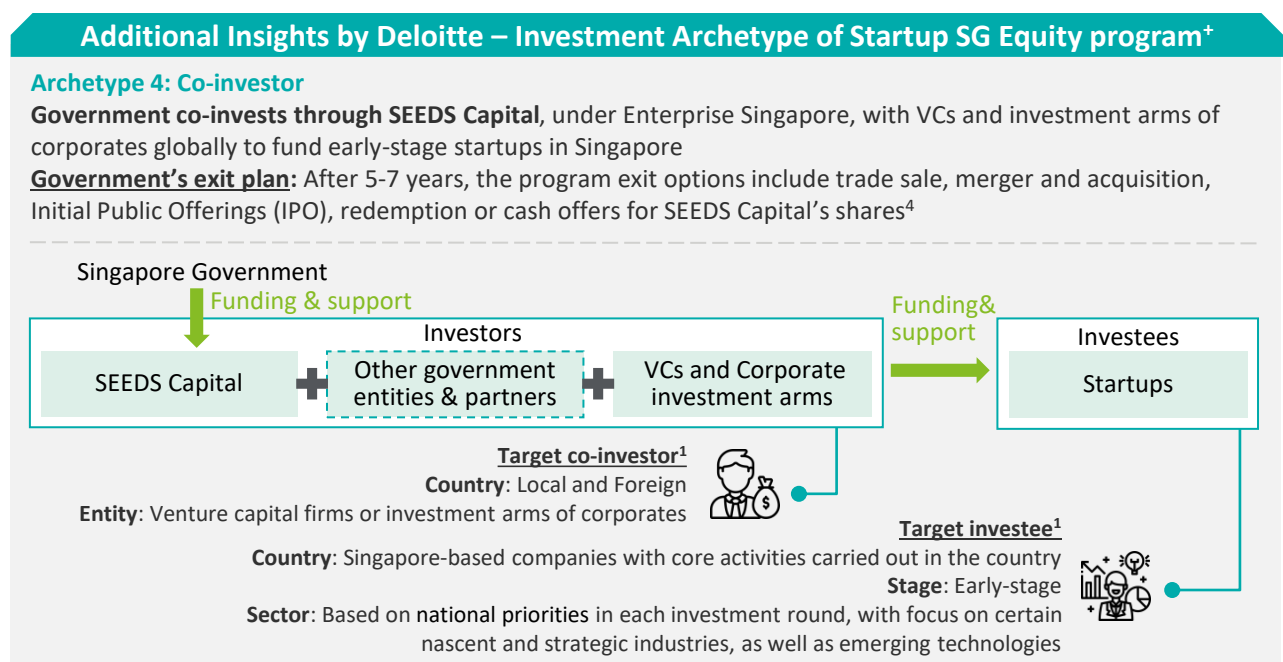 Additional Insights by Deloitte – Investment Archetype of Startup SG Equity program+
Archetype 4: Co-investor
Government co-invests through SEEDS Capital, under Enterprise Singapore, with VCs and investment arms of
corporates globally to fund early-stage startups in Singapore
Government's exit plan: After 5-7 years, the program exit options include trade sale, merger and acquisition,
Initial Public Offerings (IPO), redemption or cash offers for SEEDS Capital's shares4
Singapore Government
Funding & support
Investors
SEEDS Capital
Other government
entities & partners
VCs and Corporate
investment arms
Funding&
support
Investees
Startups
Target co-investor1
Country: Local and Foreign
Entity: Venture capital firms or investment arms of corporates
Target investee1
Country: Singapore-based companies with core activities carried out in the country
Stage: Early-stage
Sector: Based on national priorities in each investment round, with focus on certain
nascent and strategic industries, as well as emerging technologies